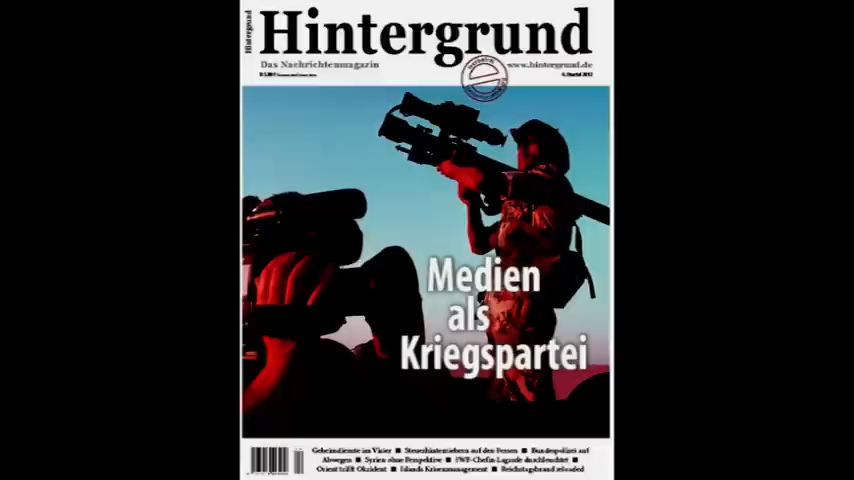 Hintergrund
Hintergrund
Das Nachrichtenmagazin
www.hintergrund.de
Medien
als
Kriegspartei
Geheimdienste im Visier ■ Steuerhinterziehern auf den Fersen ■ Bundespolizei auf
Abwegen ■ Syrien ohne Perspektive ■ IWF-Chefin Lagarde durchleuchtet ■
Orient trifft Okzident ■ Islands Krisenmanagement ■ Reichstagsbrand reloaded